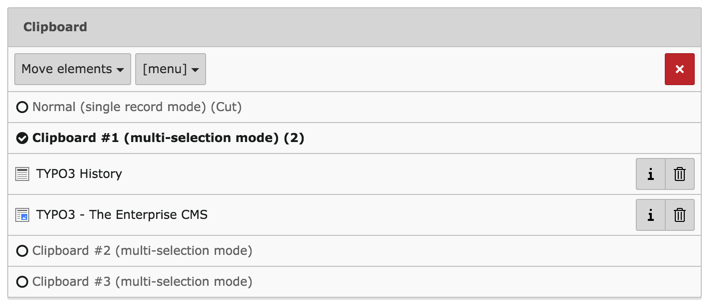 Clipboard
Move elements [menu]
Normal (single record mode) (Cut)
Clipboard #1 (multi-selection mode) (2)
TYPO3 History
TYPO3 - The Enterprise CMS
Clipboard #2 (multi-selection mode)
Clipboard #3 (multi-selection mode)